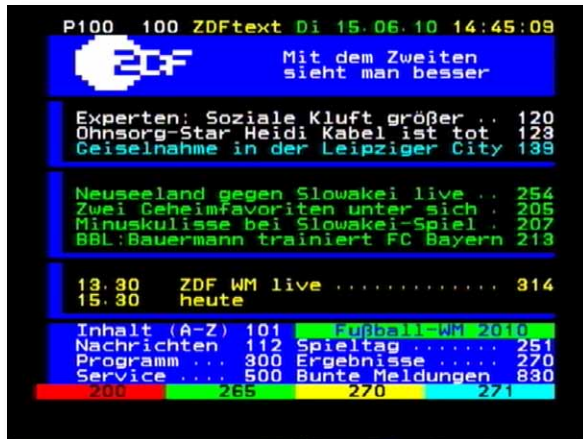 P100 100 ZDFtext Di 15.06.10 14:45:09
ZDF
Mit dem Zweiten
sieht man besser
Experten: Soziale Kluft größer .. 120
Ohnsorg-Star Heidi Kabel ist tot 123
Geiselnahme in der Leipziger City 139
Neuseeland gegen Slowakei live .. 254
Zwei Geheimfavoriten unter sich . 205
Minuskulisse bei Slowakei-Spiel . 207
BBL:Bauermann trainiert FC Bayern 213
13.30 ZDF WM live ............. 314
15.30 heute
Inhalt (A-Z) 101 Fußball-WM 2010
Nachrichten 112 Spieltag ....... 251
Programm ... 300 Ergebnisse ..... 270
Service .... 500 Bunte Meldungen 830
200 265 270 271